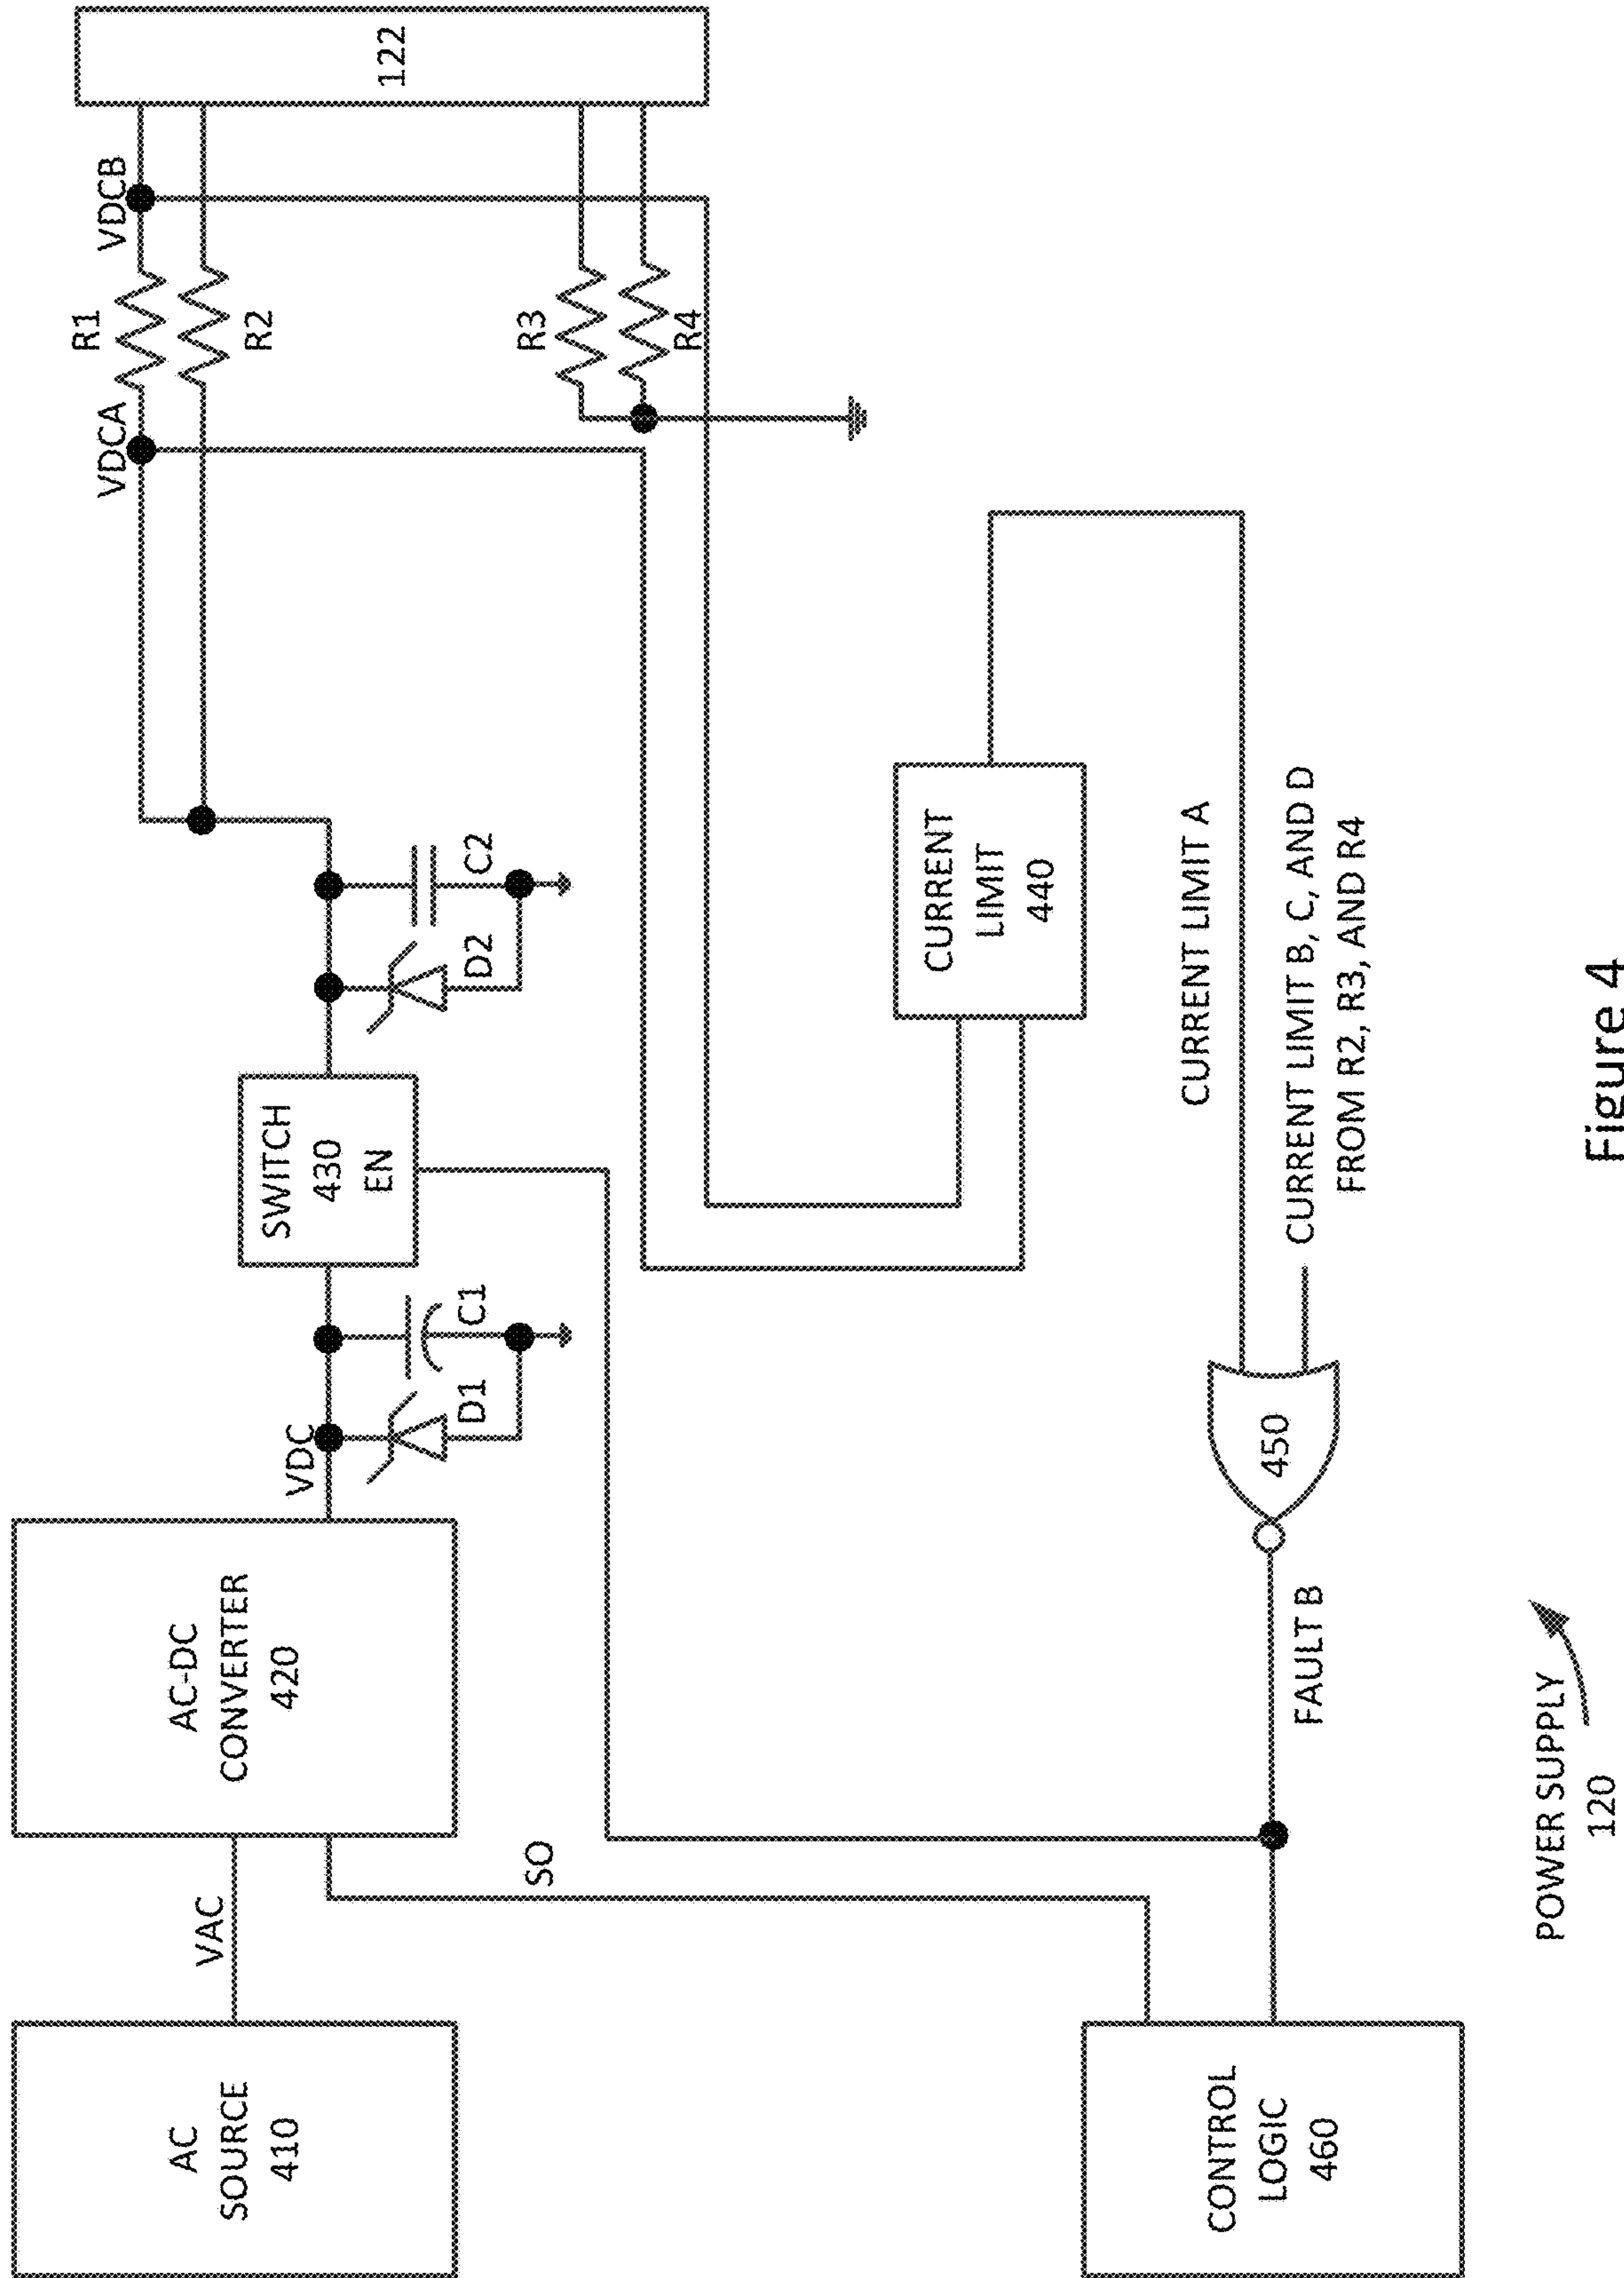 AC
SOURCE
410
VAC
AC-DC
CONVERTER
420
VDC
D1
C1
SWITCH
430
EN
D2
C2
VDCA
R1
VDCB
R2
R3
R4
122
SO
CURRENT
LIMIT
440
CURRENT LIMIT A
CURRENT LIMIT B, C, AND D
FROM R2, R3, AND R4
450
FAULT B
CONTROL
LOGIC
460
POWER SUPPLY
120
Figure 4